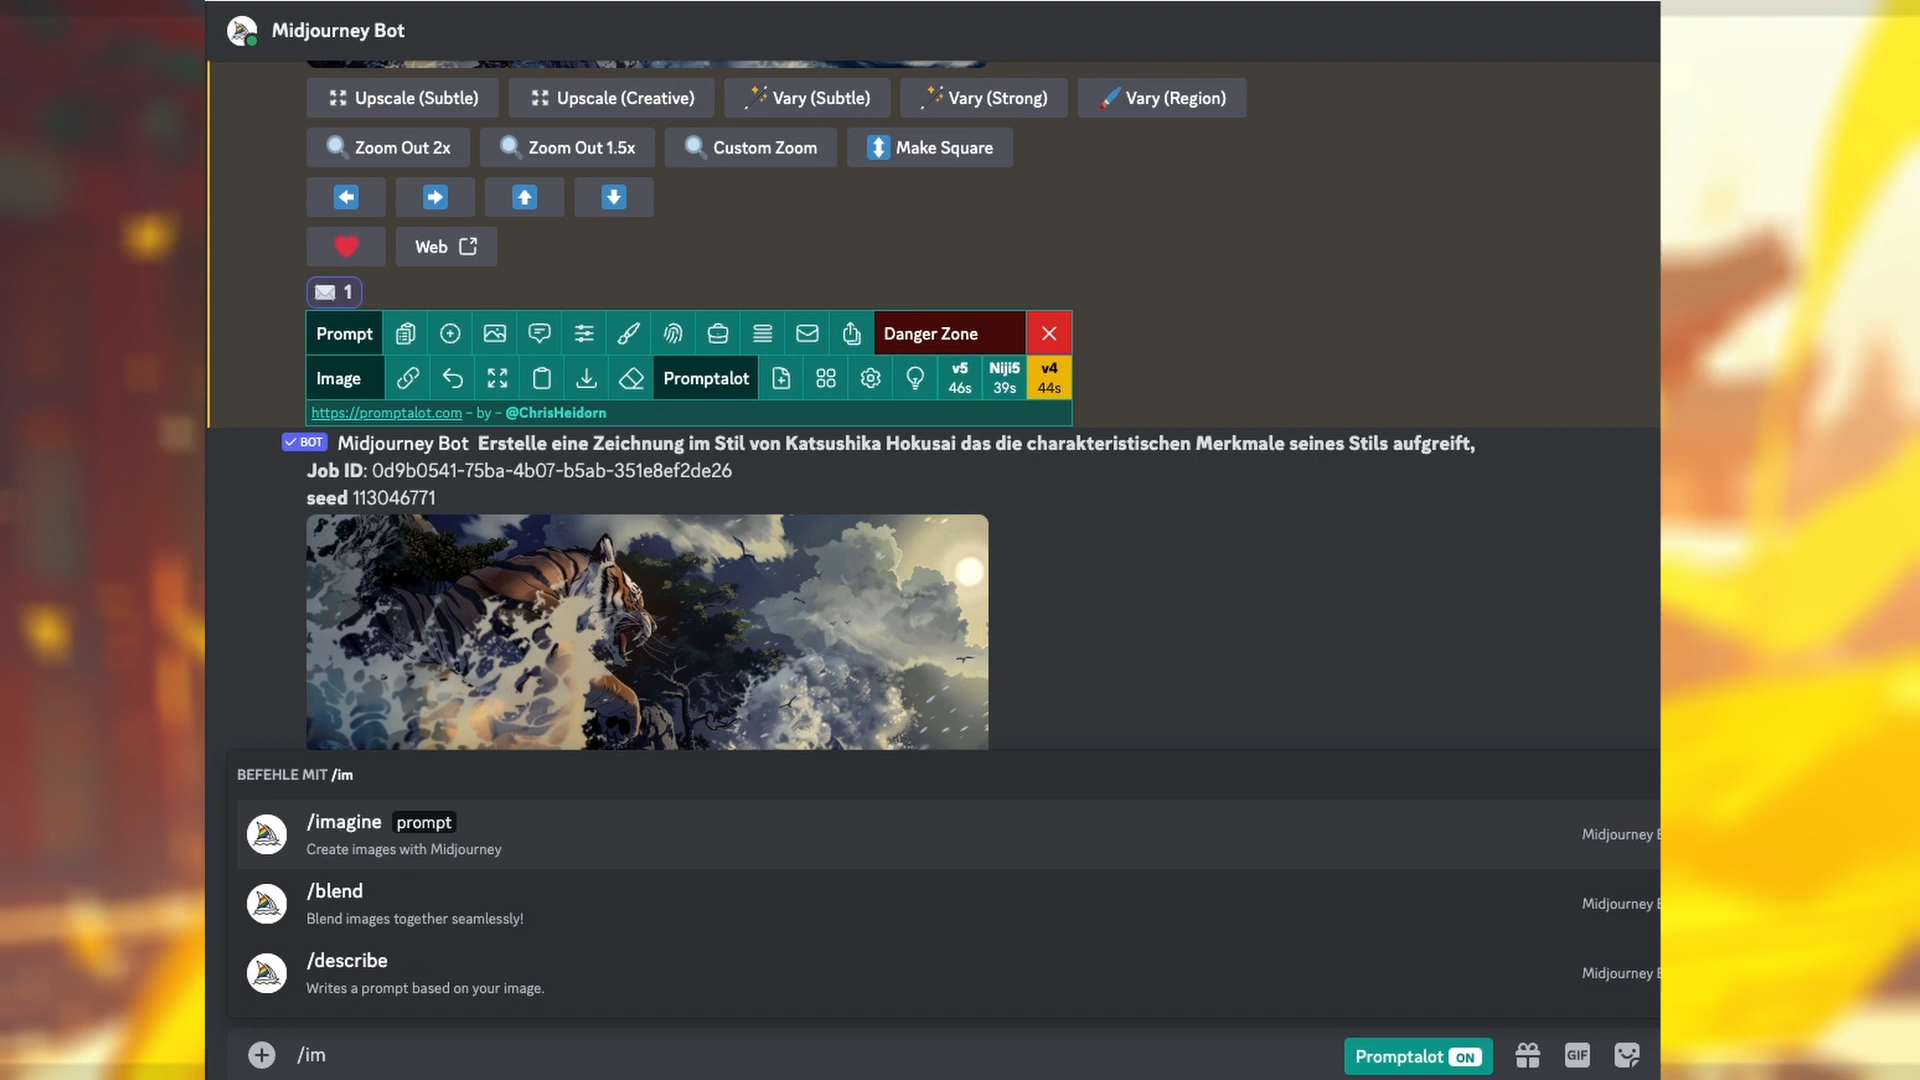 Midjourney Bot
Upscale (Subtle) Upscale (Creative) Vary (Subtle) Vary (Strong) Vary (Region)
Zoom Out 2x Zoom Out 1.5x Custom Zoom Make Square
Web
1
Prompt Danger Zone
Image Promptalot v5 46s Niji5 39s v4 44s
https://promptalot.com – by – @ChrisHeidorn
BOT Midjourney Bot Erstelle eine Zeichnung im Stil von Katsushika Hokusai das die charakteristischen Merkmale seines Stils aufgreift,
Job ID: 0d9b0541-75ba-4b07-b5ab-351e8ef2de26
seed 113046771
BEFEHLE MIT /im
/imagine prompt
Create images with Midjourney
Midjourney
/blend
Blend images together seamlessly!
Midjourney
/describe
Writes a prompt based on your image.
Midjourney
/im
Promptalot ON
GIF